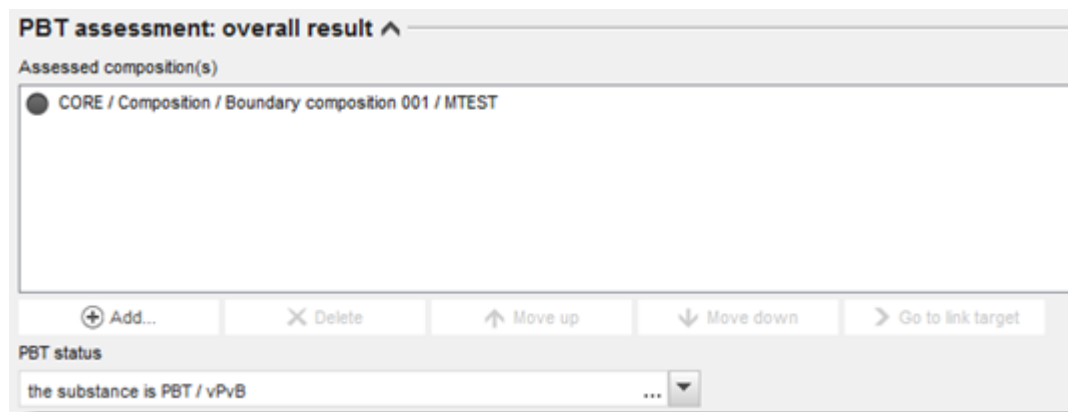 PBT assessment: overall result
Assessed composition(s)
CORE / Composition / Boundary composition 001 / MTEST
Add... Delete Move up Move down Go to link target
PBT status
the substance is PBT / vPvB ...